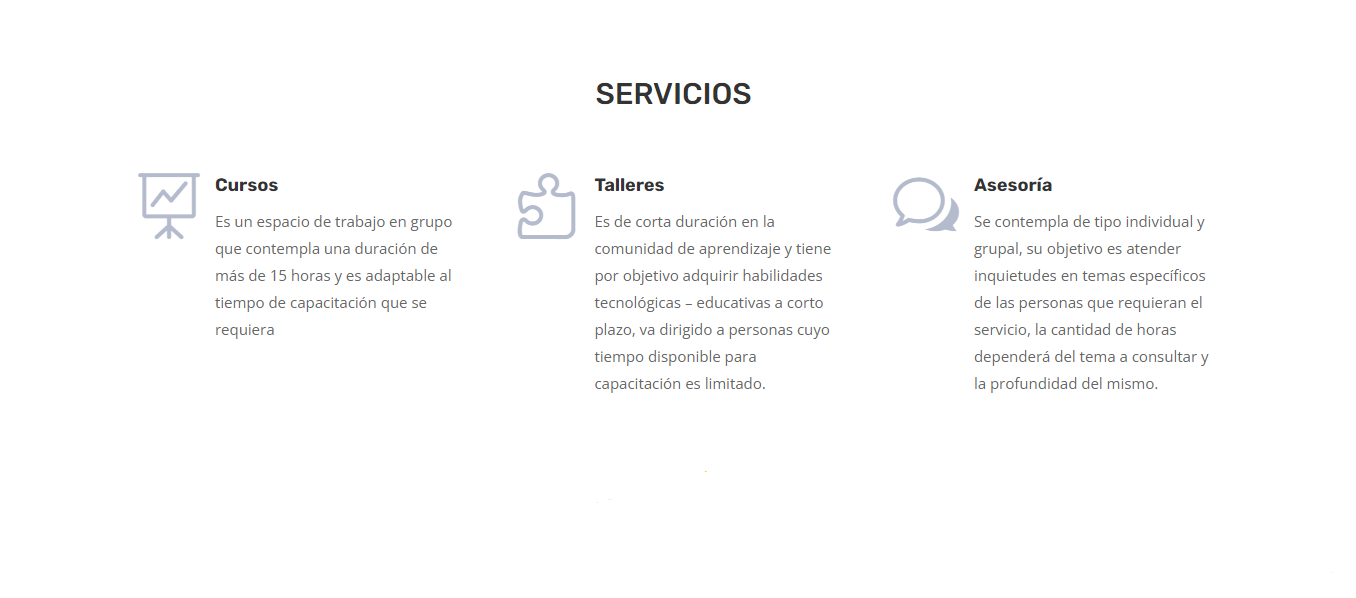 SERVICIOS
Cursos
Es un espacio de trabajo en grupo
que contempla una duración de
más de 15 horas y es adaptable al
tiempo de capacitación que se
requiera
Talleres
Es de corta duración en la
comunidad de aprendizaje y tiene
por objetivo adquirir habilidades
tecnológicas – educativas a corto
plazo, va dirigido a personas cuyo
tiempo disponible para
capacitación es limitado.
Asesoría
Se contempla de tipo individual y
grupal, su objetivo es atender
inquietudes en temas específicos
de las personas que requieran el
servicio, la cantidad de horas
dependerá del tema a consultar y
la profundidad del mismo.